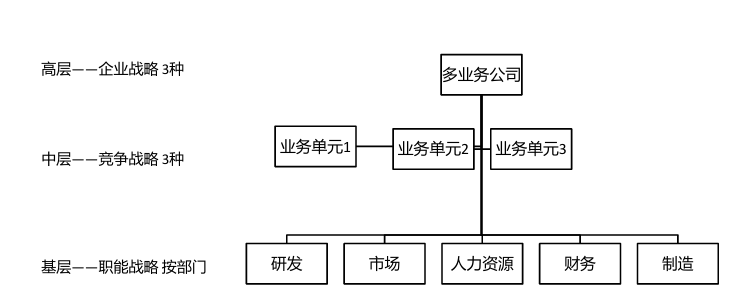 高层——企业战略 3种
多业务公司
中层——竞争战略 3种
业务单元1
业务单元2
业务单元3
基层——职能战略 按部门
研发
市场
人力资源
财务
制造